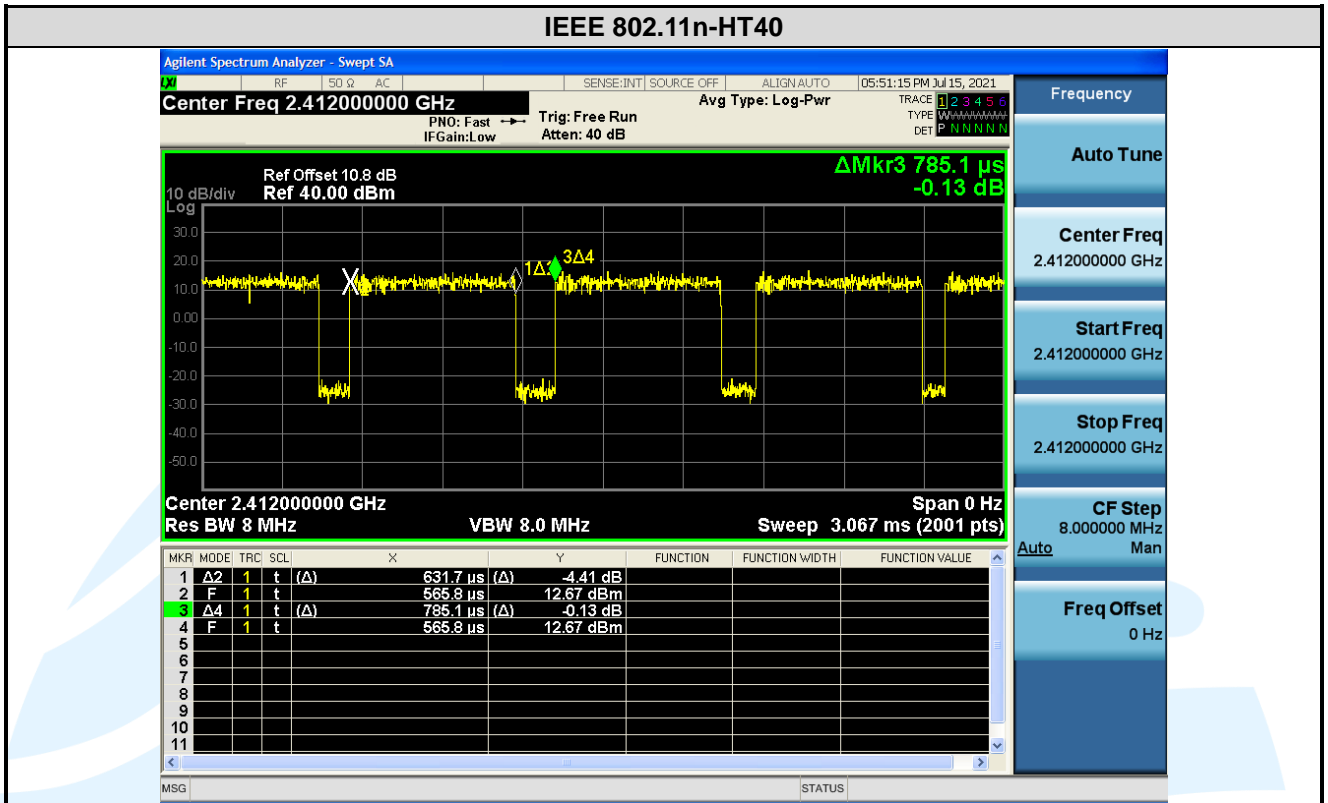 IEEE 802.11n-HT40
Agilent Spectrum Analyzer - Swept SA
LXI RF 50 Ω AC SENSE:INT SOURCE OFF ALIGN AUTO 05:51:15 PM Jul 15, 2021
Center Freq 2.412000000 GHz Avg Type: Log-Pwr TRACE 1 2 3 4 5 6
PNO: Fast Trig: Free Run TYPE WWWWWW
IFGain:Low Atten: 40 dB DET P N N N N N
Frequency
Auto Tune
Center Freq
2.412000000 GHz
Start Freq
2.412000000 GHz
Stop Freq
2.412000000 GHz
CF Step
8.000000 MHz
Auto Man
Freq Offset
0 Hz
ΔMkr3 785.1 µs
-0.13 dB
Ref Offset 10.8 dB
10 dB/div Ref 40.00 dBm
Log
30.0
20.0
10.0
0.00
-10.0
-20.0
-30.0
-40.0
-50.0
X
1Δ2
3Δ4
Center 2.412000000 GHz Span 0 Hz
Res BW 8 MHz VBW 8.0 MHz Sweep 3.067 ms (2001 pts)
MKR MODE TRC SCL X Y FUNCTION FUNCTION WIDTH FUNCTION VALUE
1 Δ2 1 t (Δ) 631.7 µs (Δ) -4.41 dB
2 F 1 t 565.8 µs 12.67 dBm
3 Δ4 1 t (Δ) 785.1 µs (Δ) -0.13 dB
4 F 1 t 565.8 µs 12.67 dBm
5
6
7
8
9
10
11
MSG STATUS